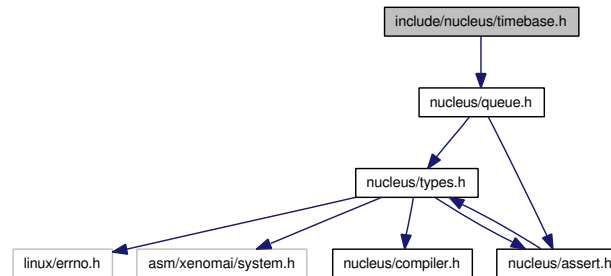 include/nucleus/timebase.h
nucleus/queue.h
nucleus/types.h
linux/errno.h
asm/xenomai/system.h
nucleus/compiler.h
nucleus/assert.h